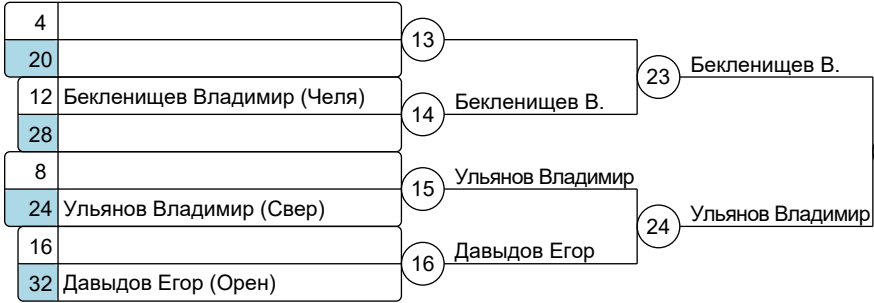 4
13
20
23 Бекленищев В.
12 Бекленищев Владимир (Челя)
14 Бекленищев В.
28
8
15 Ульянов Владимир
24 Ульянов Владимир (Свер)
24 Ульянов Владимир
16
16 Давыдов Егор
32 Давыдов Егор (Орен)